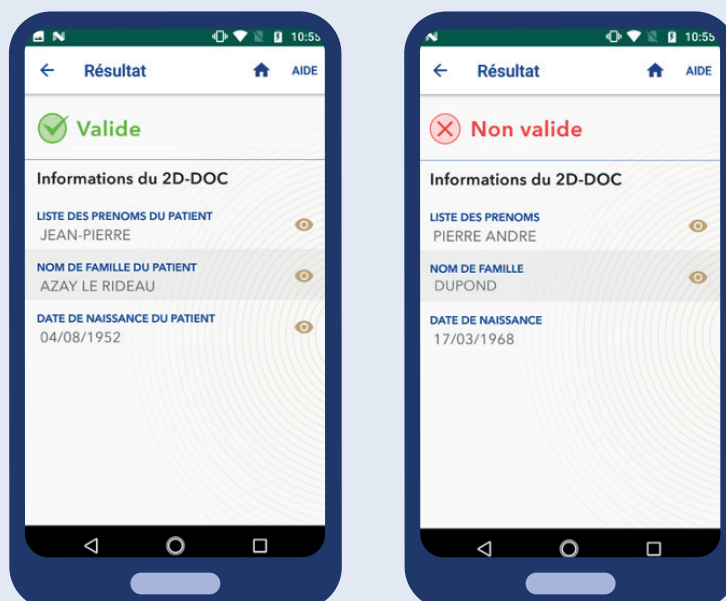 10:55
Résultat
AIDE
Valide
Informations du 2D-DOC
LISTE DES PRENOMS DU PATIENT
JEAN-PIERRE
NOM DE FAMILLE DU PATIENT
AZAY LE RIDEAU
DATE DE NAISSANCE DU PATIENT
04/08/1952
10:55
Résultat
AIDE
Non valide
Informations du 2D-DOC
LISTE DES PRENOMS
PIERRE ANDRE
NOM DE FAMILLE
DUPOND
DATE DE NAISSANCE
17/03/1968